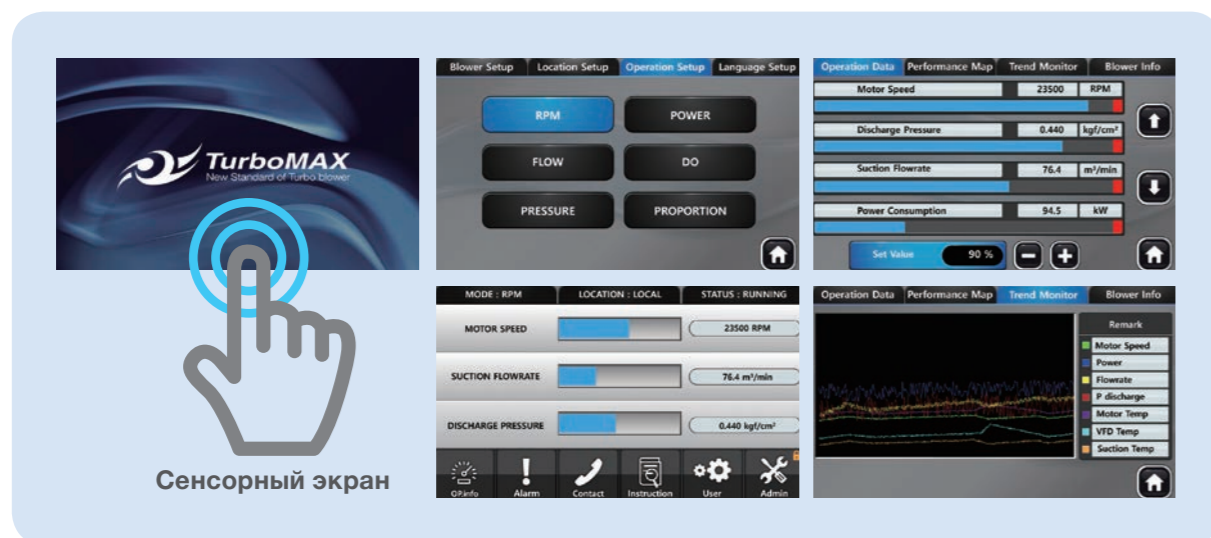 TurboMAX
New Standard of Turbo blower
Сенсорный экран
Blower Setup Location Setup Operation Setup Language Setup
RPM POWER
FLOW DO
PRESSURE PROPORTION
Operation Data Performance Map Trend Monitor Blower Info
Motor Speed 23500 RPM
Discharge Pressure 0.440 kgf/cm²
Suction Flowrate 76.4 m³/min
Power Consumption 94.5 kW
Set Value 90 %
MODE : RPM LOCATION : LOCAL STATUS : RUNNING
MOTOR SPEED 23500 RPM
SUCTION FLOWRATE 76.4 m³/min
DISCHARGE PRESSURE 0.440 kgf/cm²
OP.info Alarm Contact Instruction User Admin
Operation Data Performance Map Trend Monitor Blower Info
Remark
Motor Speed
Power
Flowrate
P discharge
Motor Temp
VFD Temp
Suction Temp